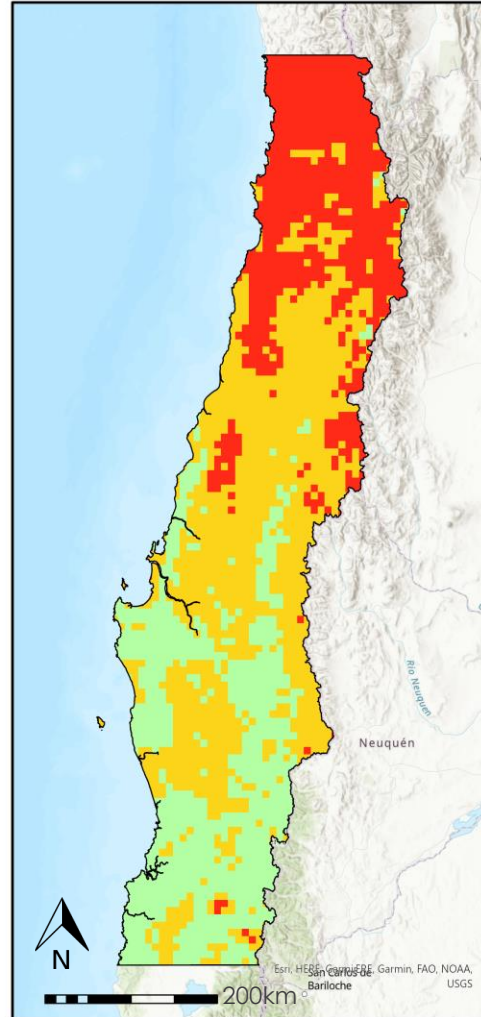 Río Neuquén
Neuquén
N
200km
Esri, HERE, Garmin, FAO, NOAA,
USGS
San Carlos de
Bariloche